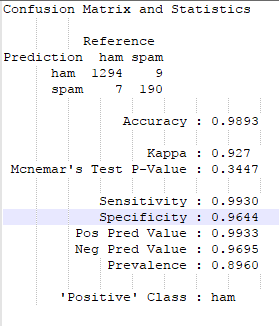 Confusion Matrix and Statistics
Reference
Prediction ham spam
ham 1294 9
spam 7 190
Accuracy : 0.9893
Kappa : 0.927
Mcnemar's Test P-Value : 0.3447
Sensitivity : 0.9930
Specificity : 0.9644
Pos Pred Value : 0.9933
Neg Pred Value : 0.9695
Prevalence : 0.8960
'Positive' Class : ham